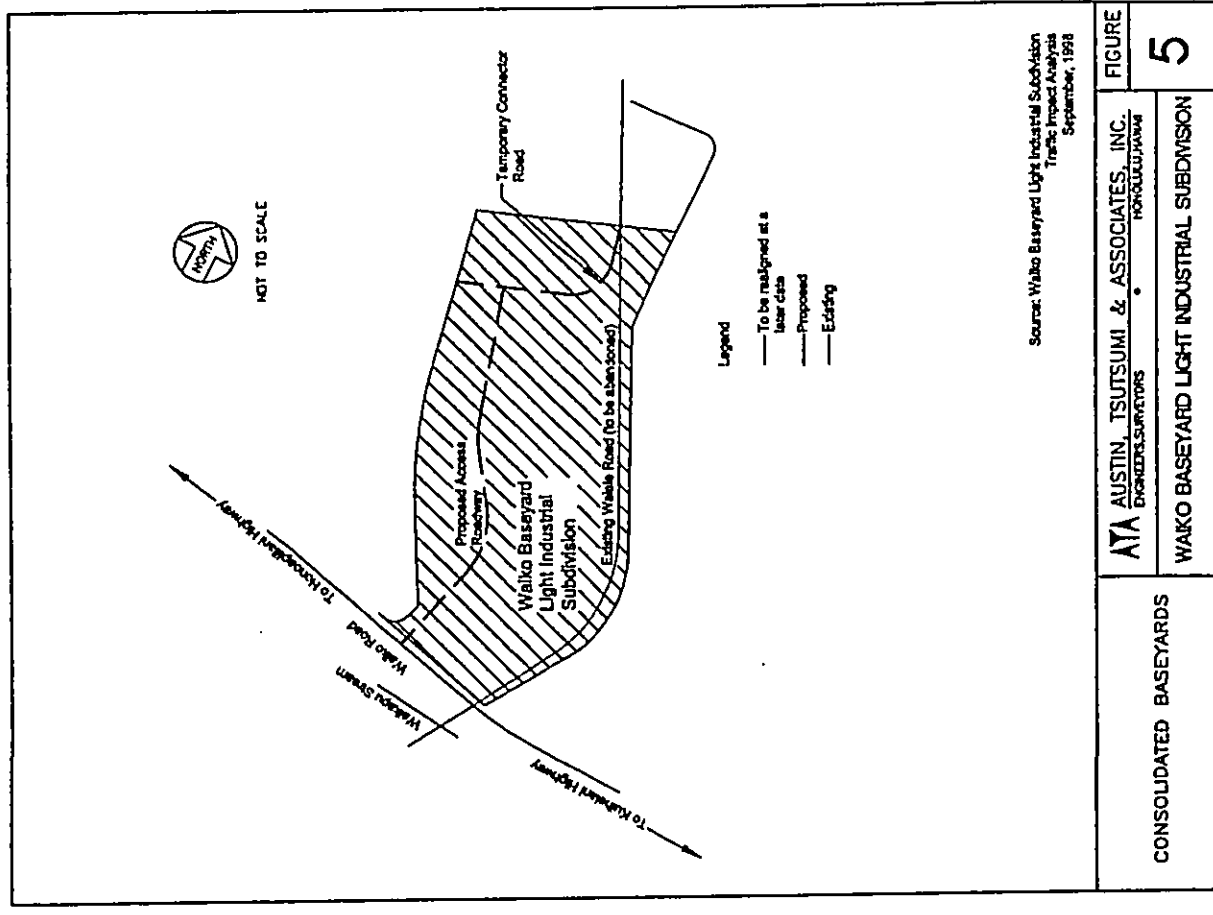 NORTH
NOT TO SCALE
To Honoapiilani Highway
Waiko Road
Waikapu Stream
To Kuihelani Highway
Proposed Access
Roadway
Waiko Baseyard
Light Industrial
Subdivision
Existing Waiale Road (to be abandoned)
Temporary Connector
Road
Legend
To be realigned at a
later date
Proposed
Existing
Source: Waiko Baseyard Light Industrial Subdivision
Traffic Impact Analysis
September, 1998
CONSOLIDATED BASEYARDS
ATA AUSTIN, TSUTSUMI & ASSOCIATES, INC.
ENGINEERS, SURVEYORS • HONOLULU, HAWAII
WAIKO BASEYARD LIGHT INDUSTRIAL SUBDIVISION
FIGURE
5